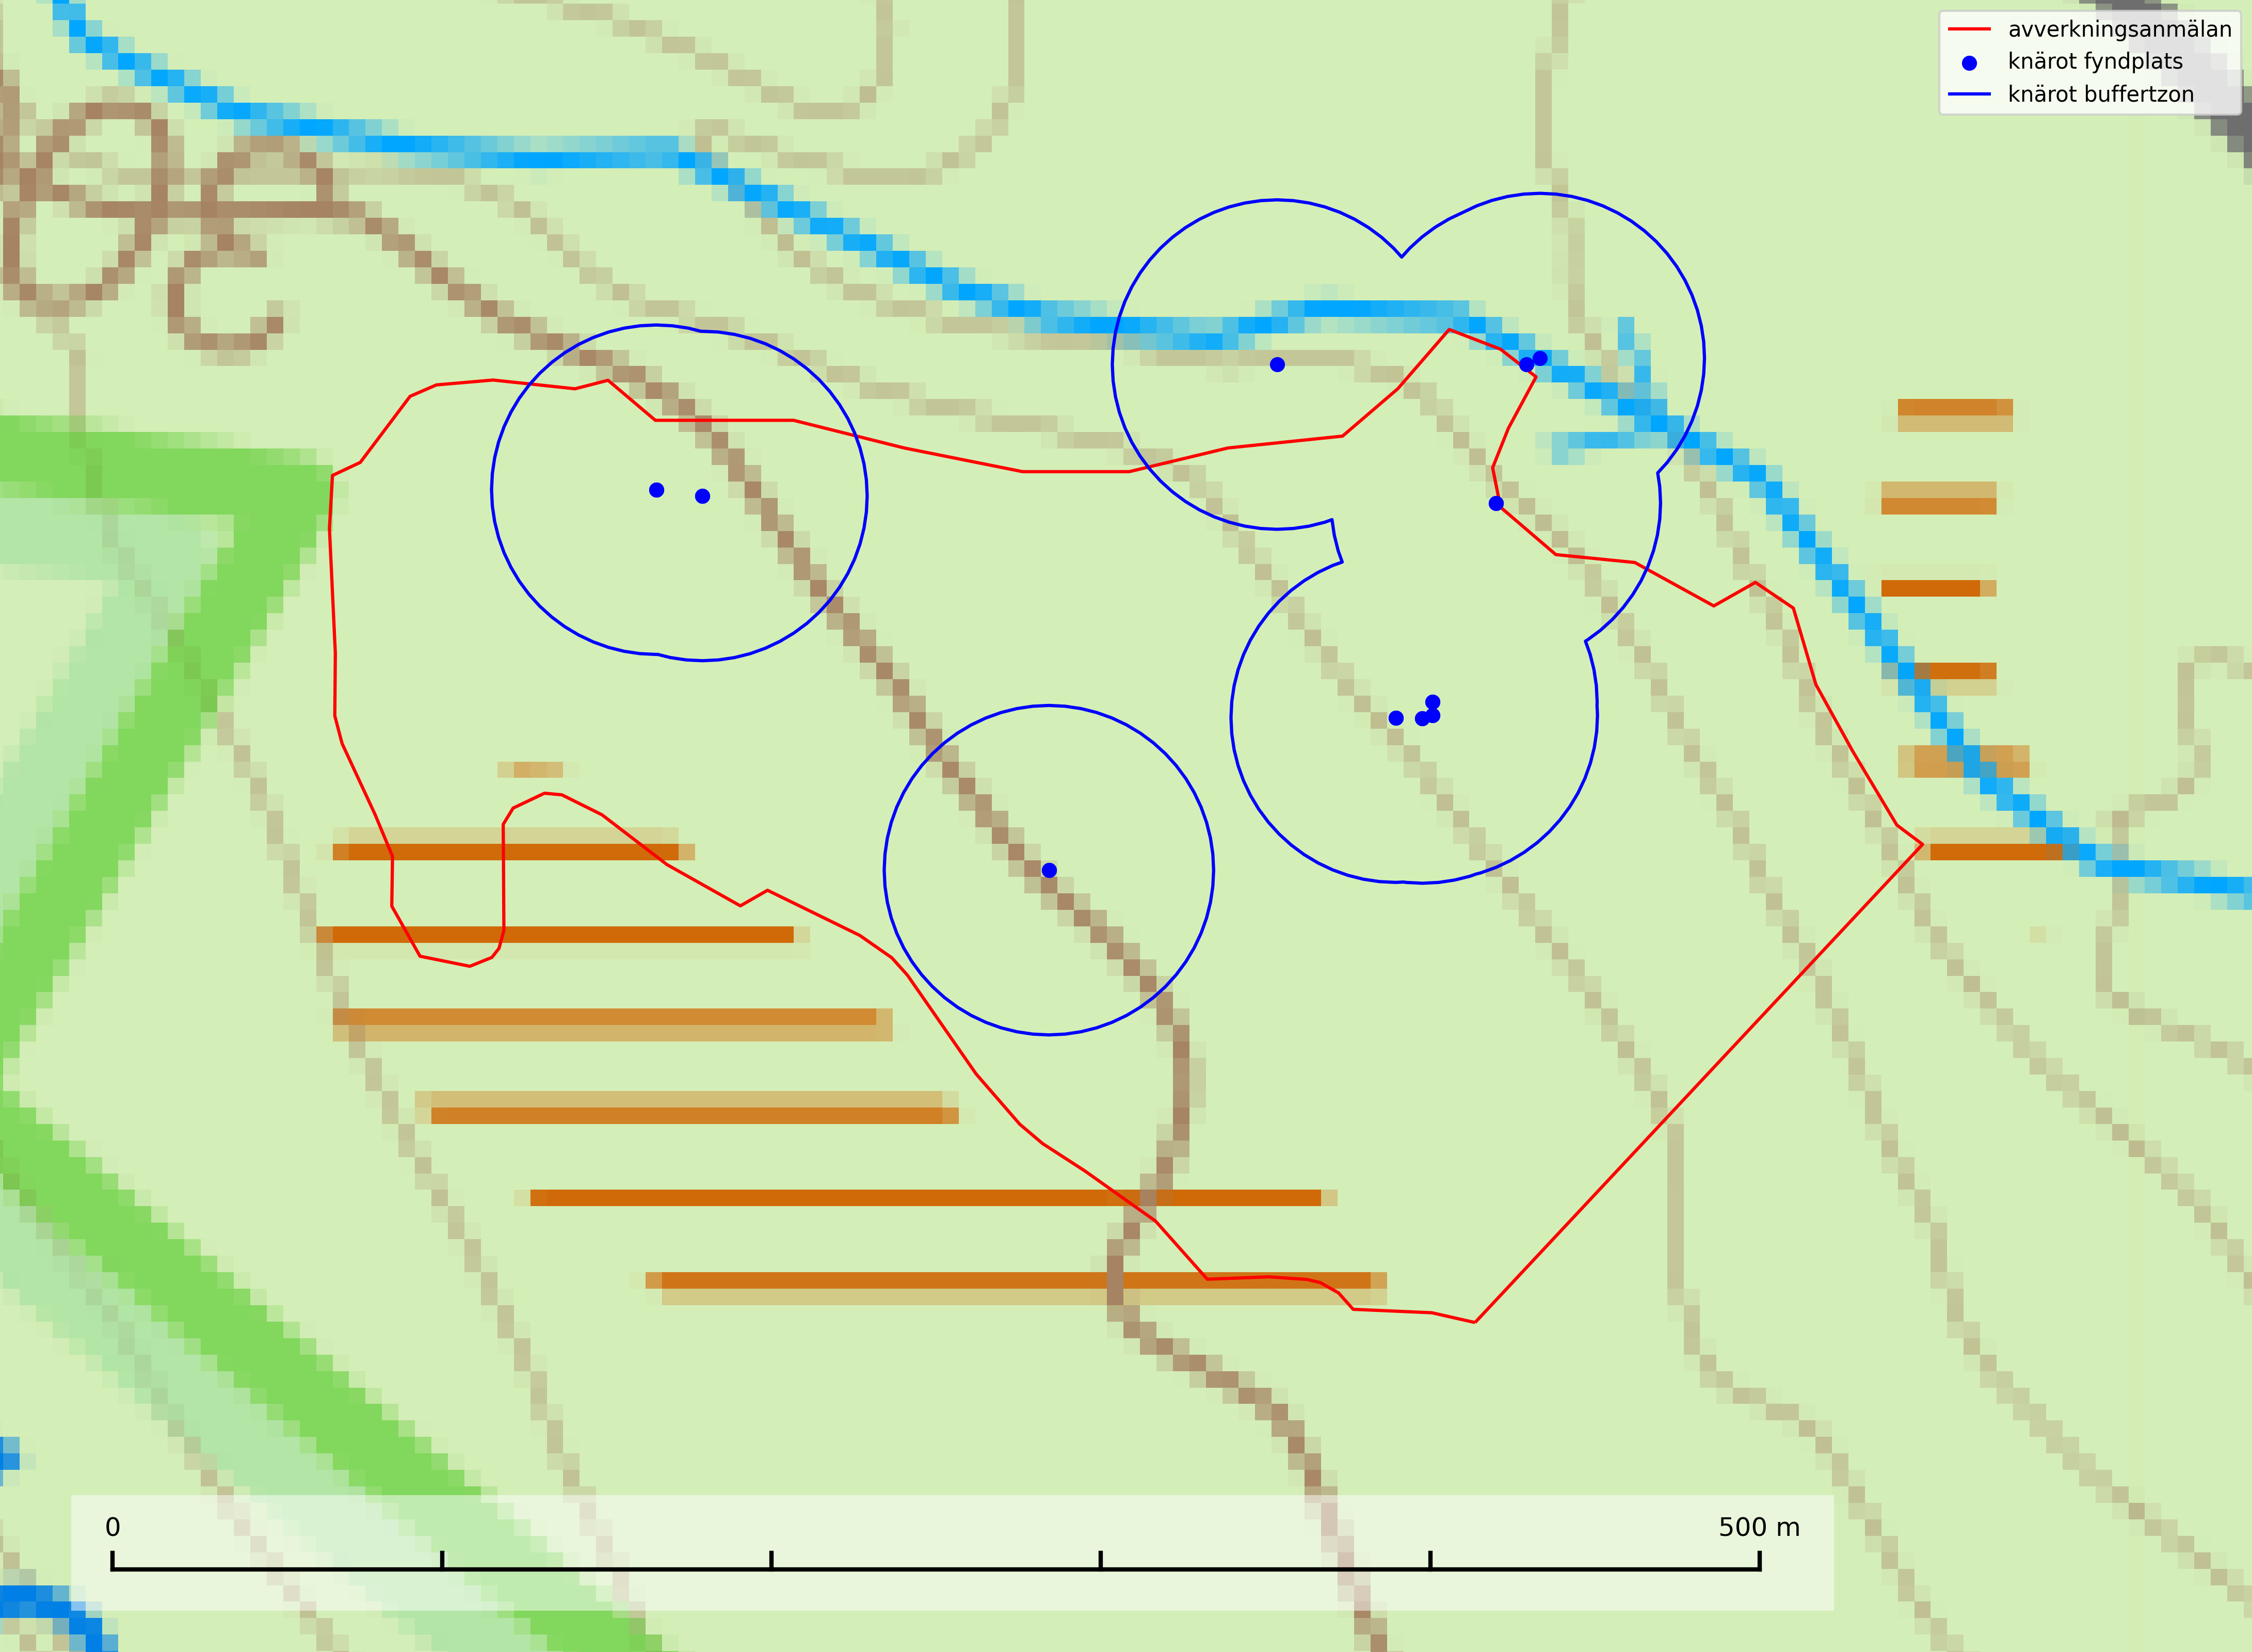 avverkningsanmälan
knärot fyndplats
knärot buffertzon
0
500 m